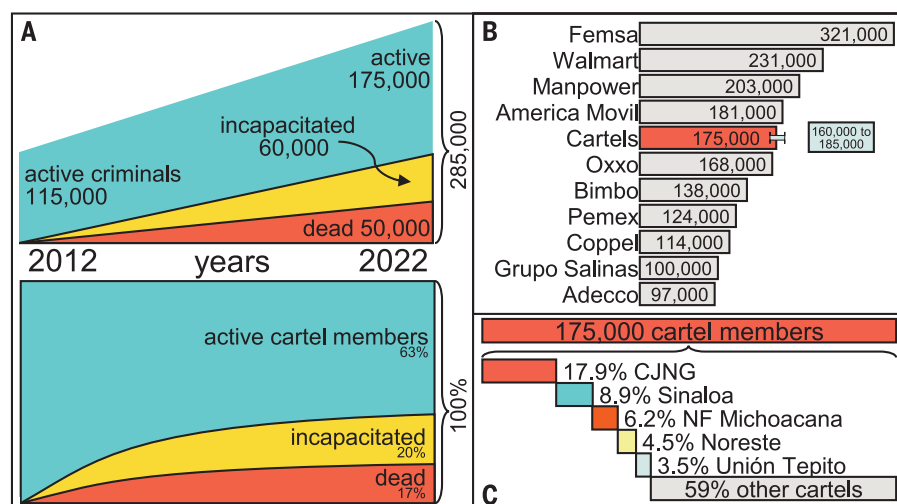 A
active
175,000
incapacitated
60,000
active criminals
115,000
dead 50,000
285,000
2012 years 2022
active cartel members
63%
incapacitated
20%
dead
17%
100%
B
Femsa 321,000
Walmart 231,000
Manpower 203,000
America Movil 181,000
Cartels 175,000
160,000 to
185,000
Oxxo 168,000
Bimbo 138,000
Pemex 124,000
Coppel 114,000
Grupo Salinas 100,000
Adecco 97,000
175,000 cartel members
17.9% CJNG
8.9% Sinaloa
6.2% NF Michoacana
4.5% Noreste
3.5% Unión Tepito
59% other cartels
C